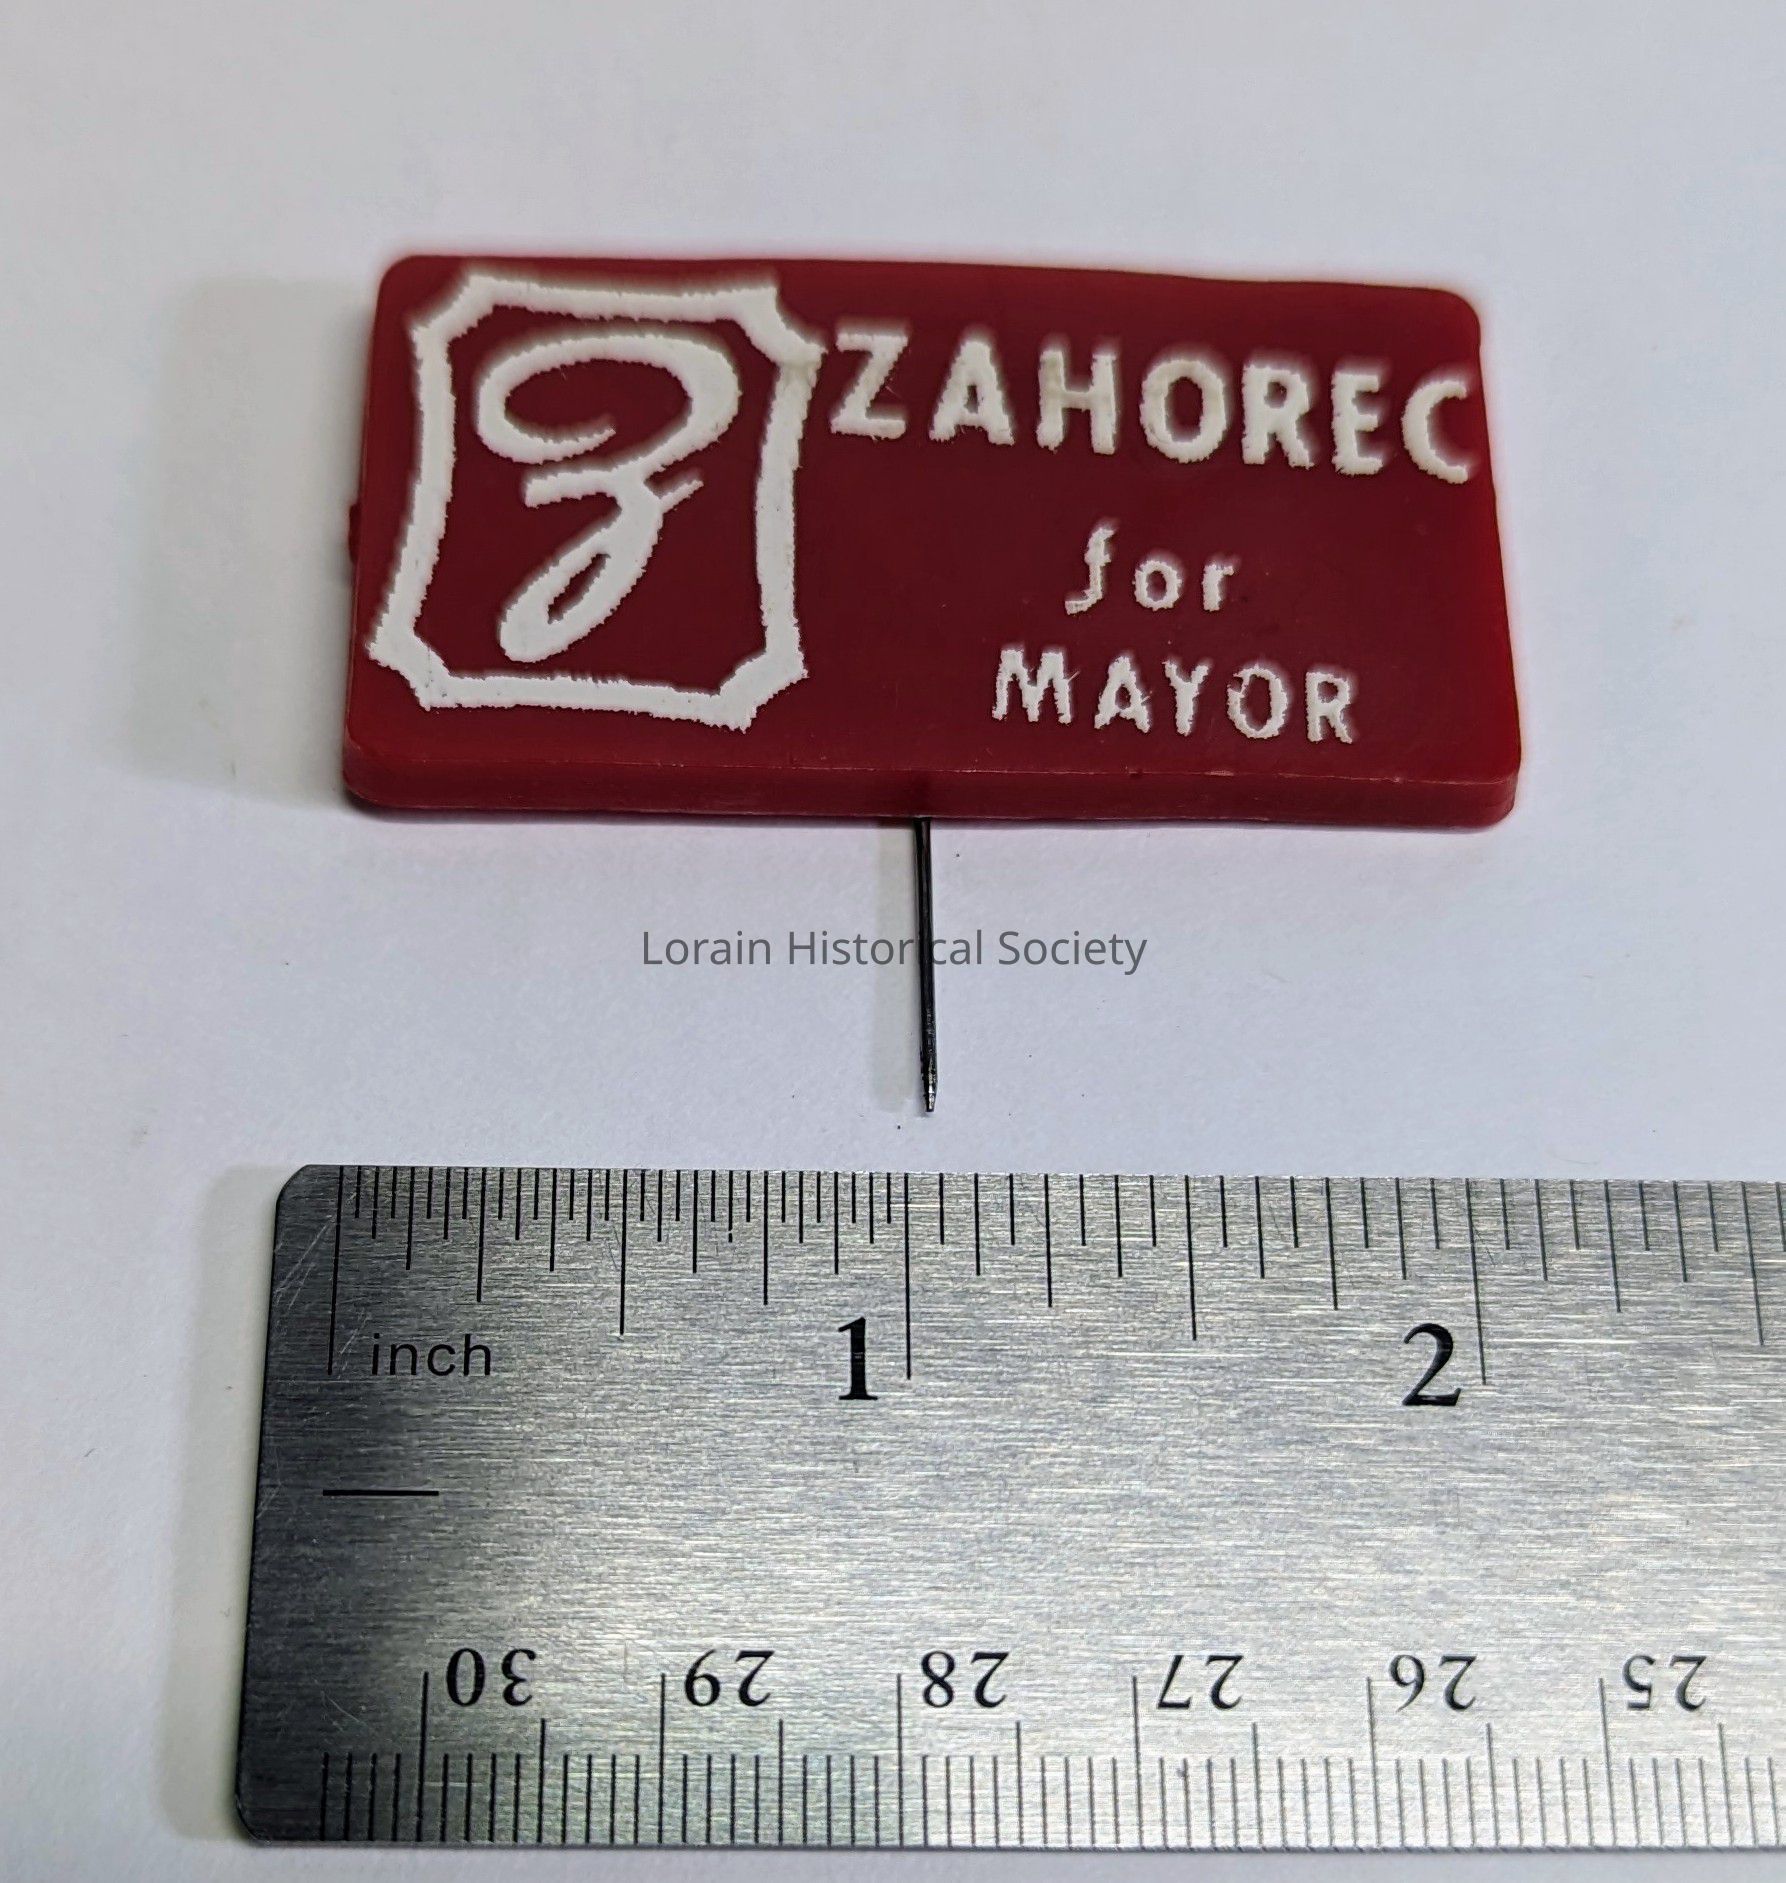 Z
ZAHOREC
for
MAYOR
Lorain Historical Society
inch
1
2
30
29
28
27
26
25